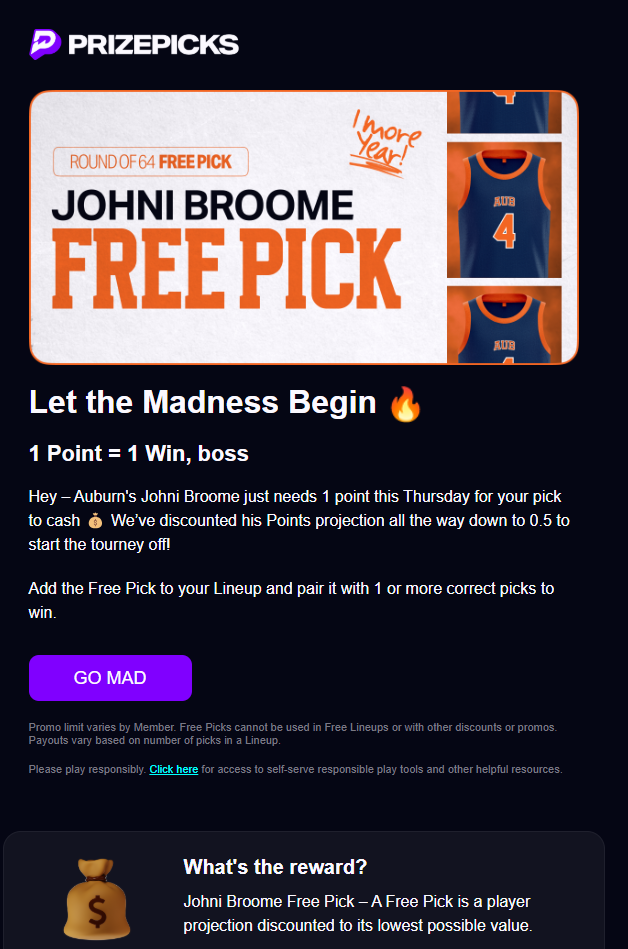 PRIZEPICKS
1 more
Year!
ROUND OF 64 FREE PICK
JOHNI BROOME
FREE PICK
4
AUB
4
AUB
4
Let the Madness Begin 🔥
1 Point = 1 Win, boss
Hey – Auburn's Johni Broome just needs 1 point this Thursday for your pick
to cash 💰 We've discounted his Points projection all the way down to 0.5 to
start the tourney off!
Add the Free Pick to your Lineup and pair it with 1 or more correct picks to
win.
GO MAD
Promo limit varies by Member. Free Picks cannot be used in Free Lineups or with other discounts or promos.
Payouts vary based on number of picks in a Lineup.
Please play responsibly. Click here for access to self-serve responsible play tools and other helpful resources.
$
What's the reward?
Johni Broome Free Pick – A Free Pick is a player
projection discounted to its lowest possible value.